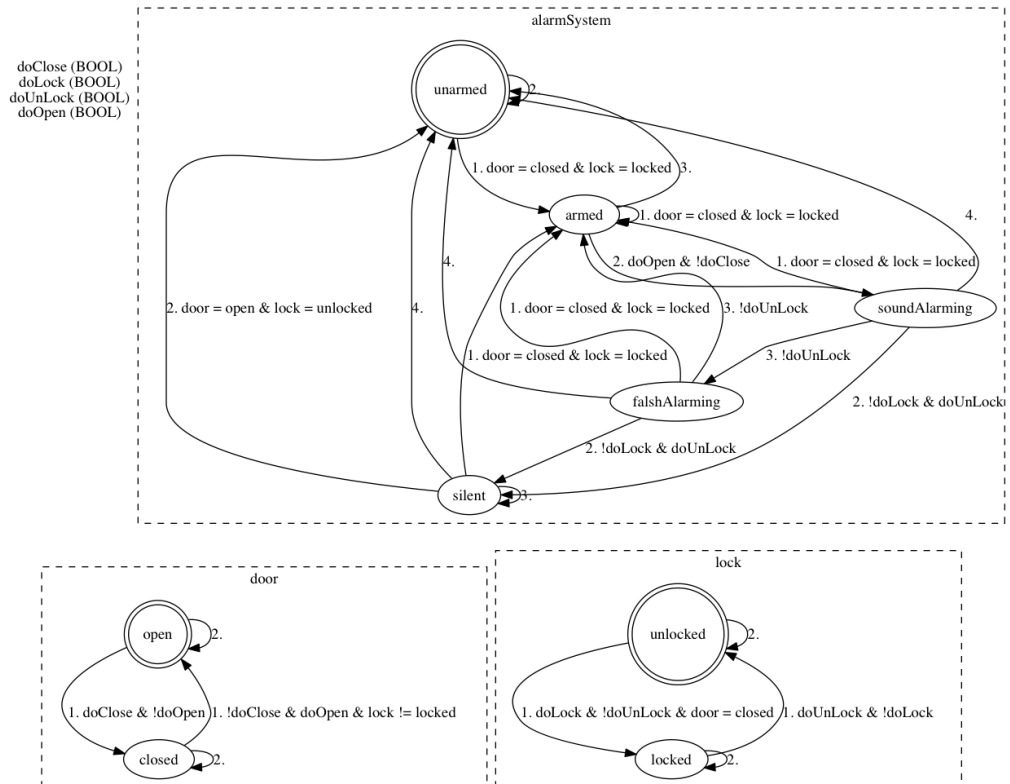 alarmSystem
doClose (BOOL)
doLock (BOOL)
doUnLock (BOOL)
doOpen (BOOL)
unarmed
2.
1. door = closed & lock = locked
3.
armed
1. door = closed & lock = locked
4.
4.
2. doOpen & !doClose
1. door = closed & lock = locked
2. door = open & lock = unlocked
4.
1. door = closed & lock = locked
3. !doUnLock
soundAlarming
1. door = closed & lock = locked
3. !doUnLock
falshAlarming
2. !doLock & doUnLock
2. !doLock & doUnLock
silent
3.
door
open
2.
1. doClose & !doOpen
1. !doClose & doOpen & lock != locked
closed
2.
lock
unlocked
2.
1. doLock & !doUnLock & door = closed
1. doUnLock & !doLock
locked
2.